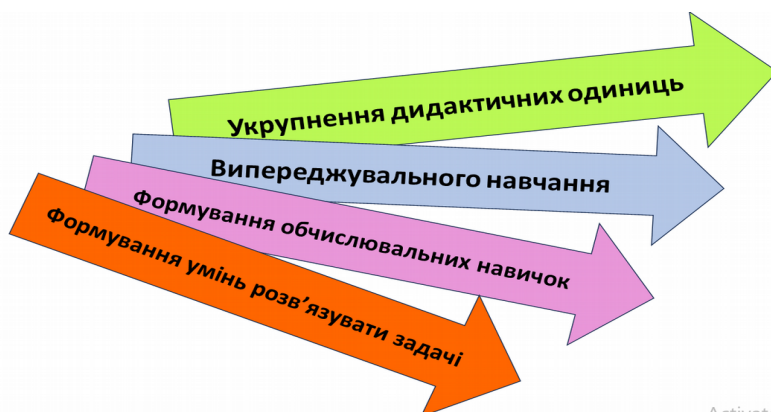 Укрупнення дидактичних одиниць
Випереджувального навчання
Формування обчислювальних навичок
Формування умінь розв’язувати задачі